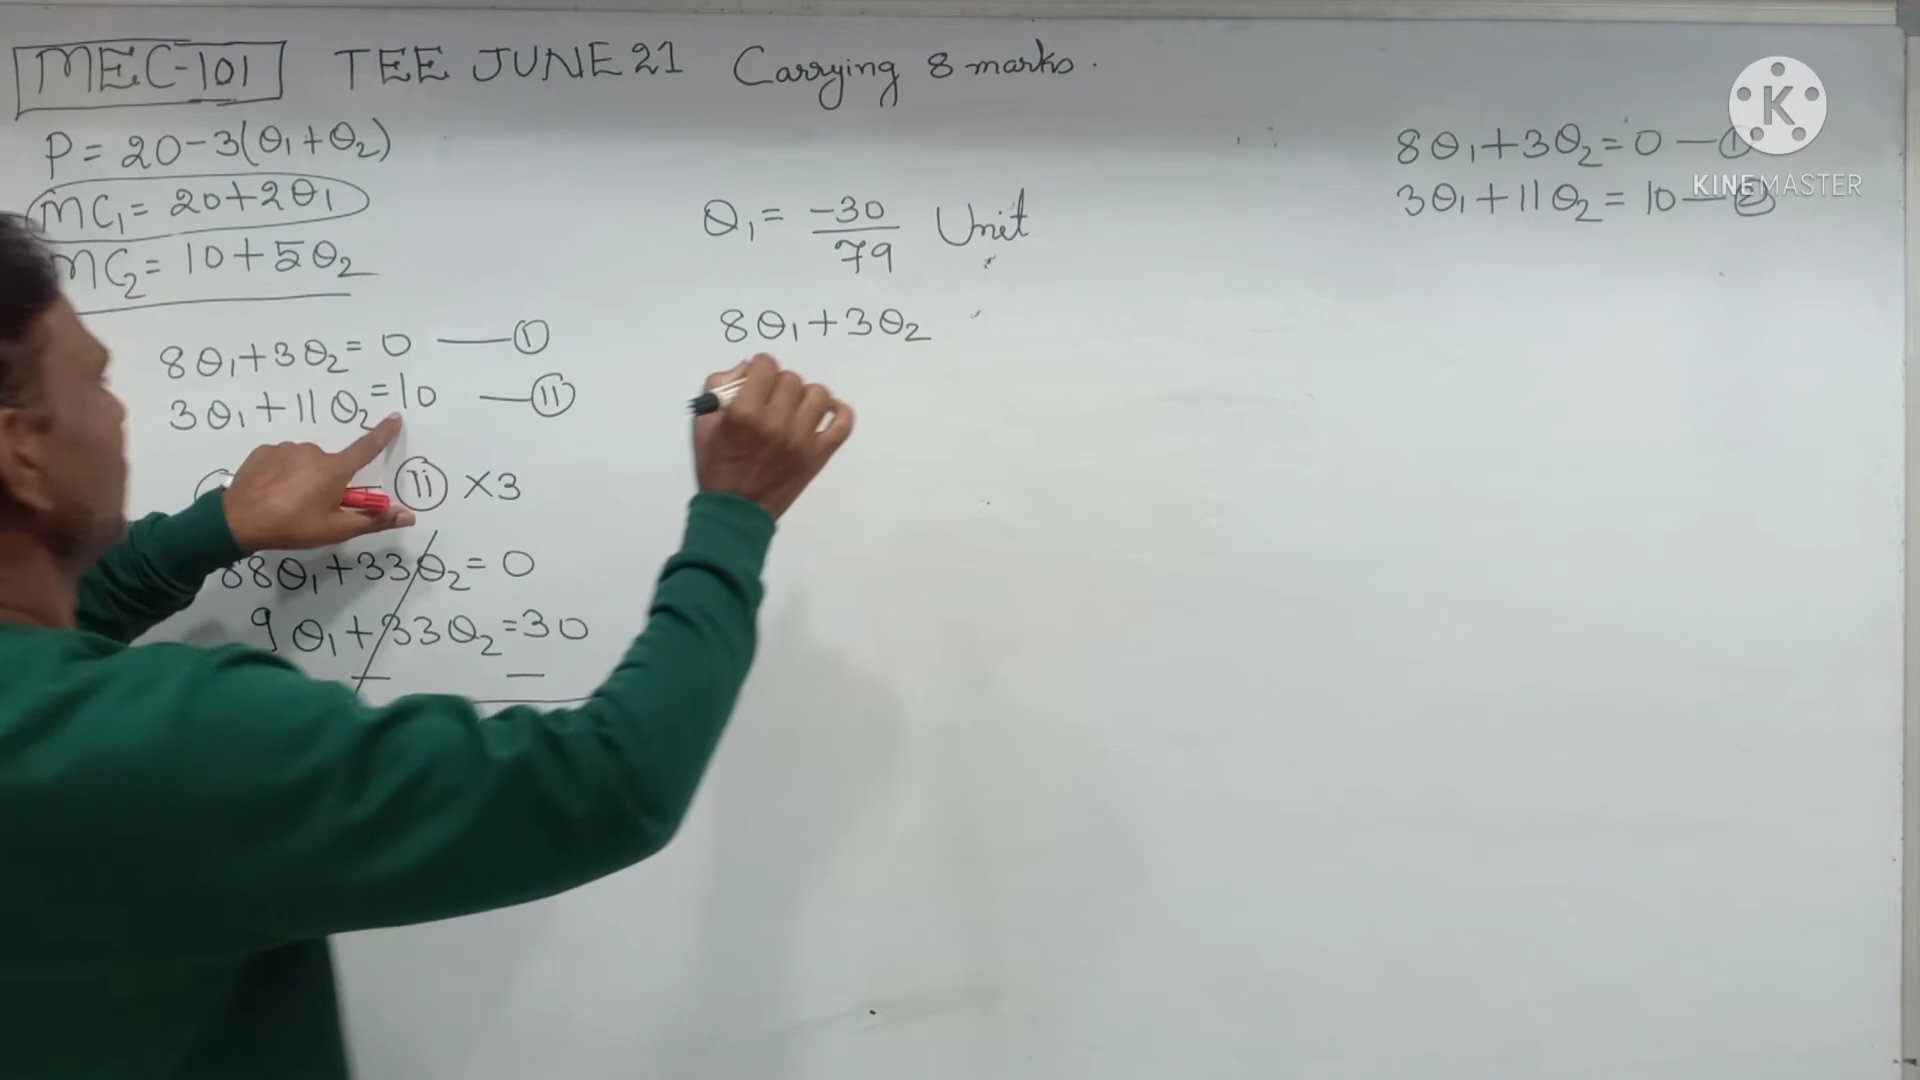 MEC-101 TEE JUNE 21 Carrying 8 marks.
P = 20-3(Q₁+Q₂)
MC₁ = 20+2Q₁
MC₂ = 10+5Q₂
8Q₁+3Q₂ = 0 — I
3Q₁+11Q₂ = 10 — II
ii ×3
88Q₁+33Q₂ = 0
9Q₁+33Q₂ = 30
— —
Q₁ = -30/79 Unit
8Q₁+3Q₂
8Q₁+3Q₂ = 0 — 1
3Q₁+11Q₂ = 10 — 2
K
KINEMASTER